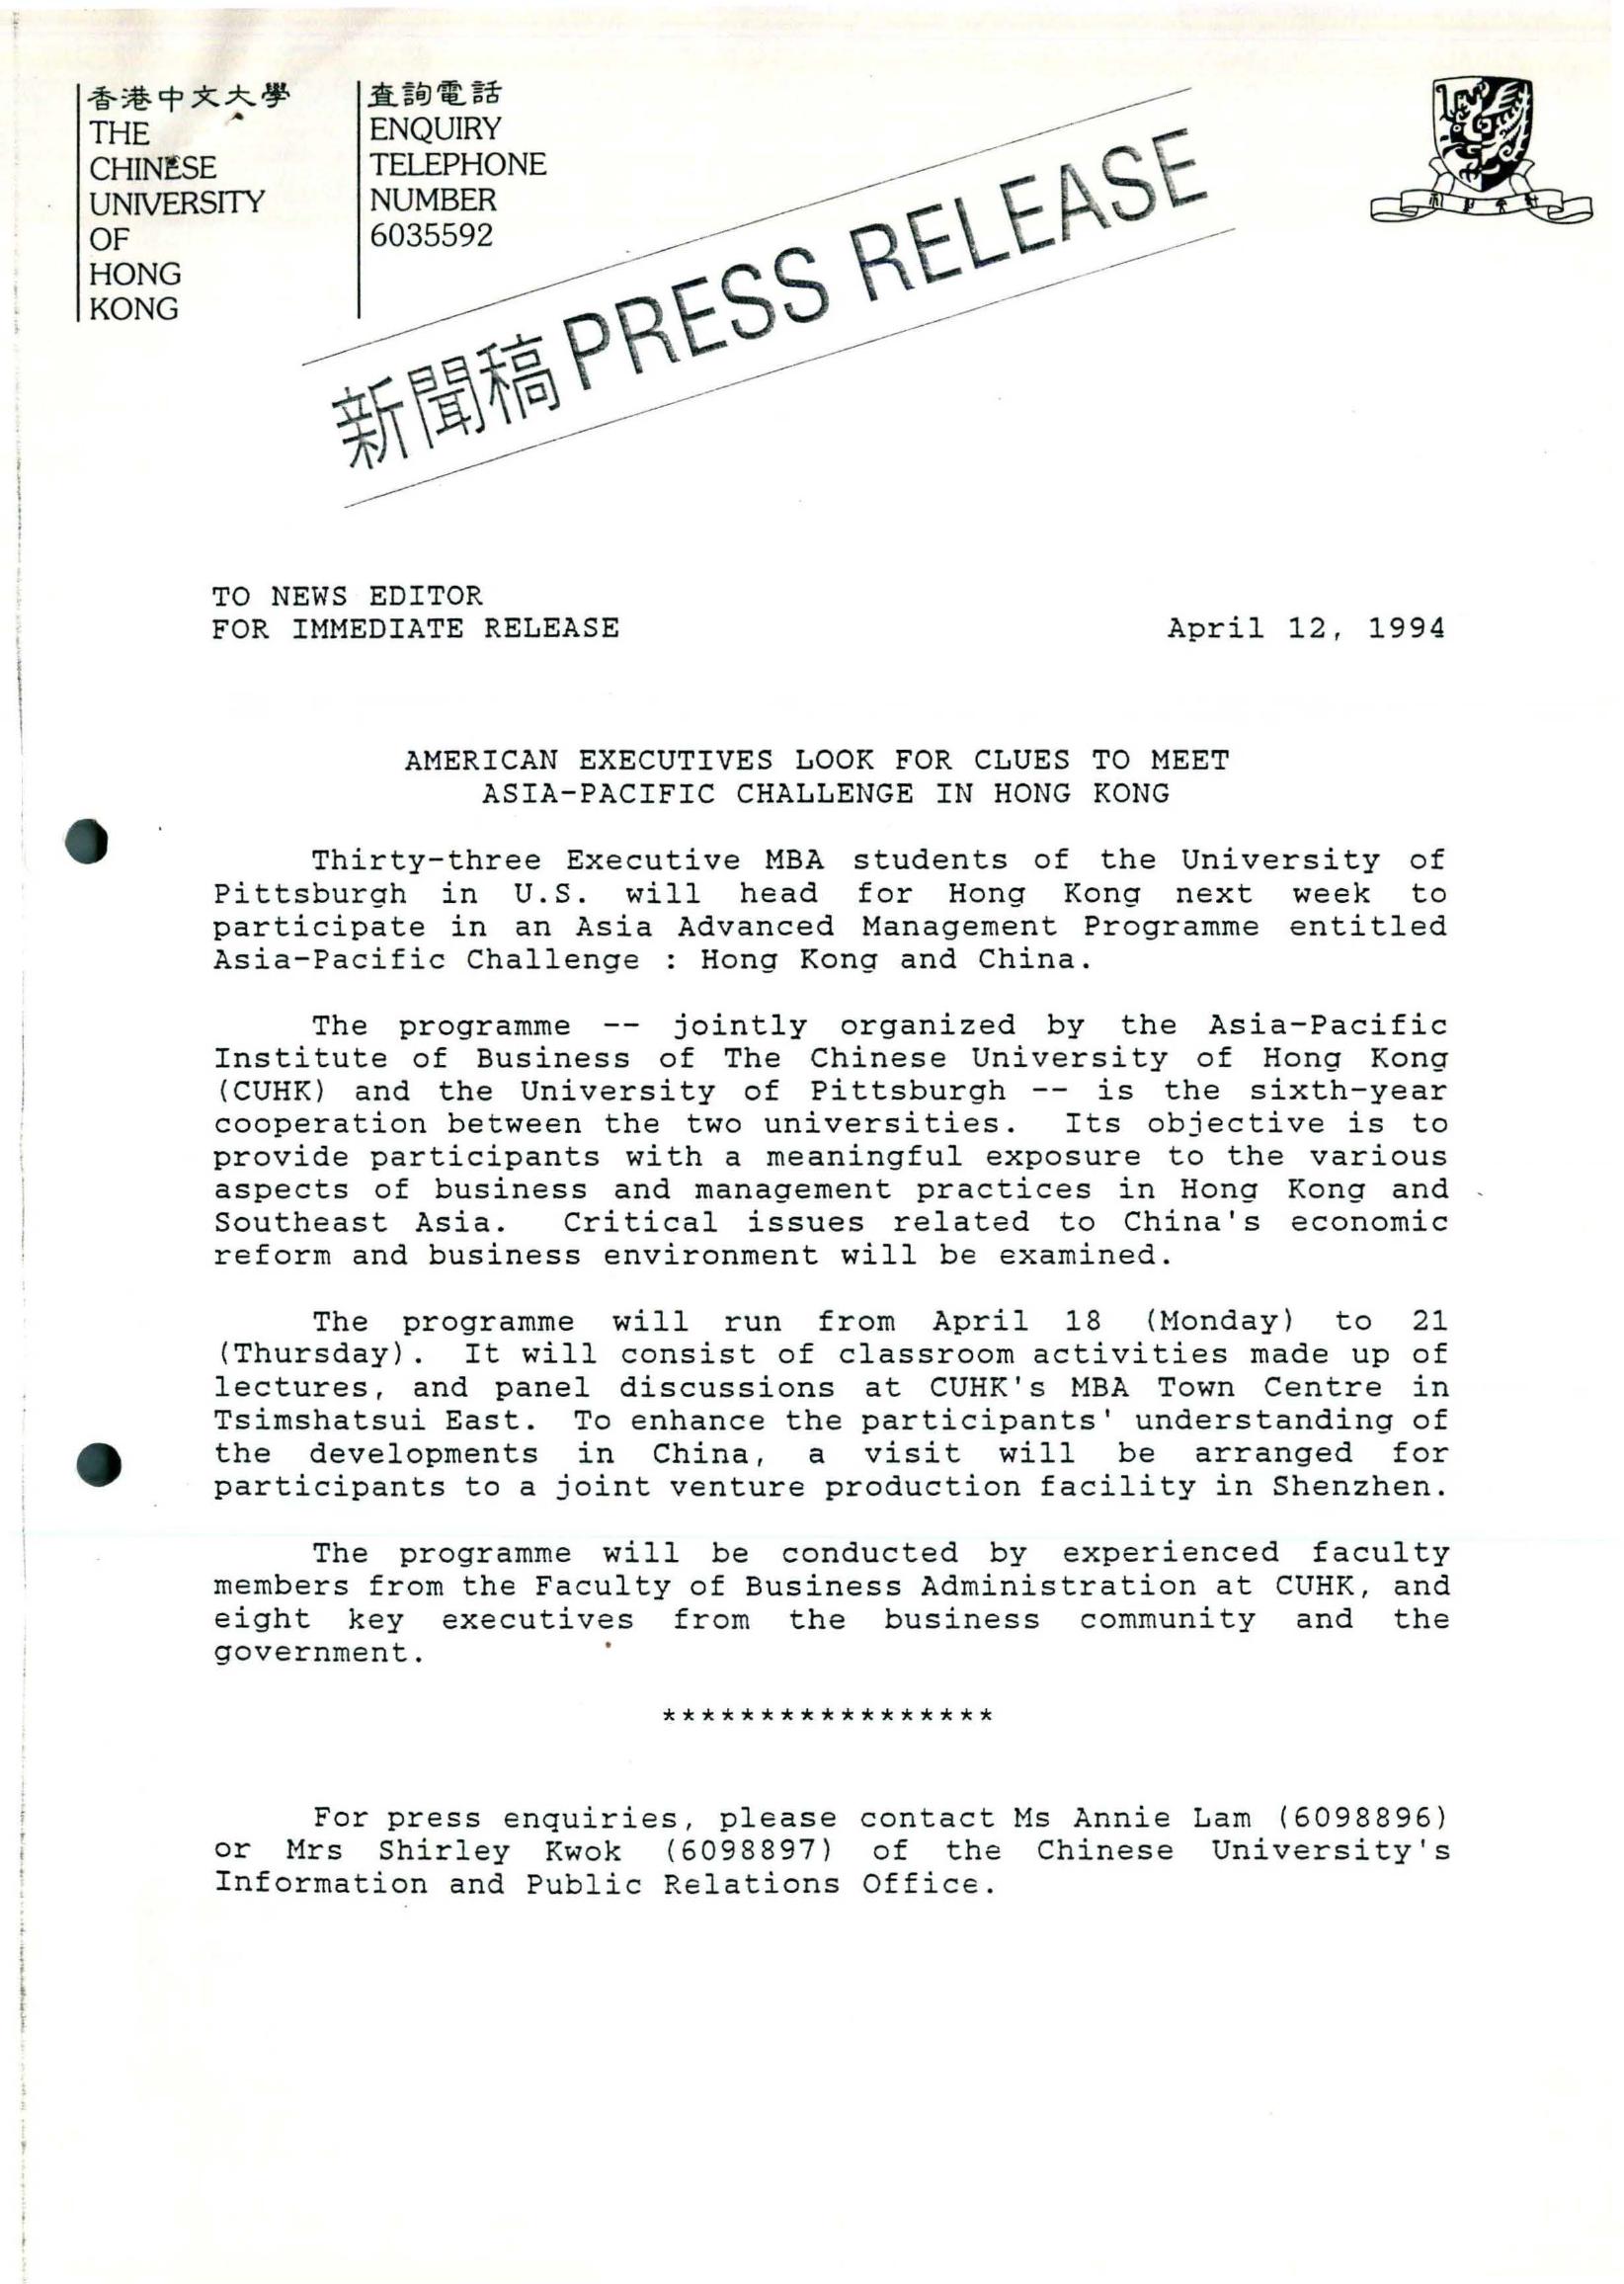 香港中文大學
THE
CHINESE
UNIVERSITY
OF
HONG
KONG
查詢電話
ENQUIRY
TELEPHONE
NUMBER
6035592
新聞稿 PRESS RELEASE
TO NEWS EDITOR
FOR IMMEDIATE RELEASE April 12, 1994
AMERICAN EXECUTIVES LOOK FOR CLUES TO MEET
ASIA-PACIFIC CHALLENGE IN HONG KONG
Thirty-three Executive MBA students of the University of
Pittsburgh in U.S. will head for Hong Kong next week to
participate in an Asia Advanced Management Programme entitled
Asia-Pacific Challenge : Hong Kong and China.
The programme -- jointly organized by the Asia-Pacific
Institute of Business of The Chinese University of Hong Kong
(CUHK) and the University of Pittsburgh -- is the sixth-year
cooperation between the two universities. Its objective is to
provide participants with a meaningful exposure to the various
aspects of business and management practices in Hong Kong and
Southeast Asia. Critical issues related to China's economic
reform and business environment will be examined.
The programme will run from April 18 (Monday) to 21
(Thursday). It will consist of classroom activities made up of
lectures, and panel discussions at CUHK's MBA Town Centre in
Tsimshatsui East. To enhance the participants' understanding of
the developments in China, a visit will be arranged for
participants to a joint venture production facility in Shenzhen.
The programme will be conducted by experienced faculty
members from the Faculty of Business Administration at CUHK, and
eight key executives from the business community and the
government.
*****************
For press enquiries, please contact Ms Annie Lam (6098896)
or Mrs Shirley Kwok (6098897) of the Chinese University's
Information and Public Relations Office.